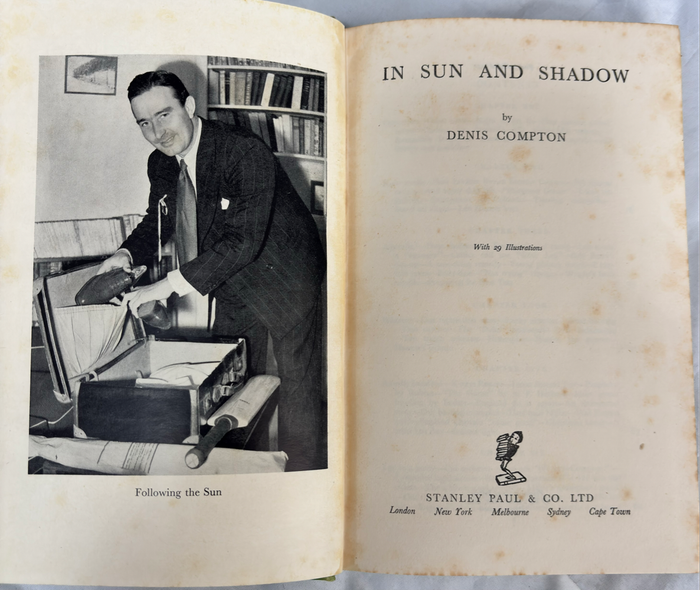 Following the Sun
IN SUN AND SHADOW
by
DENIS COMPTON
With 29 Illustrations
STANLEY PAUL & CO. LTD
London New York Melbourne Sydney Cape Town